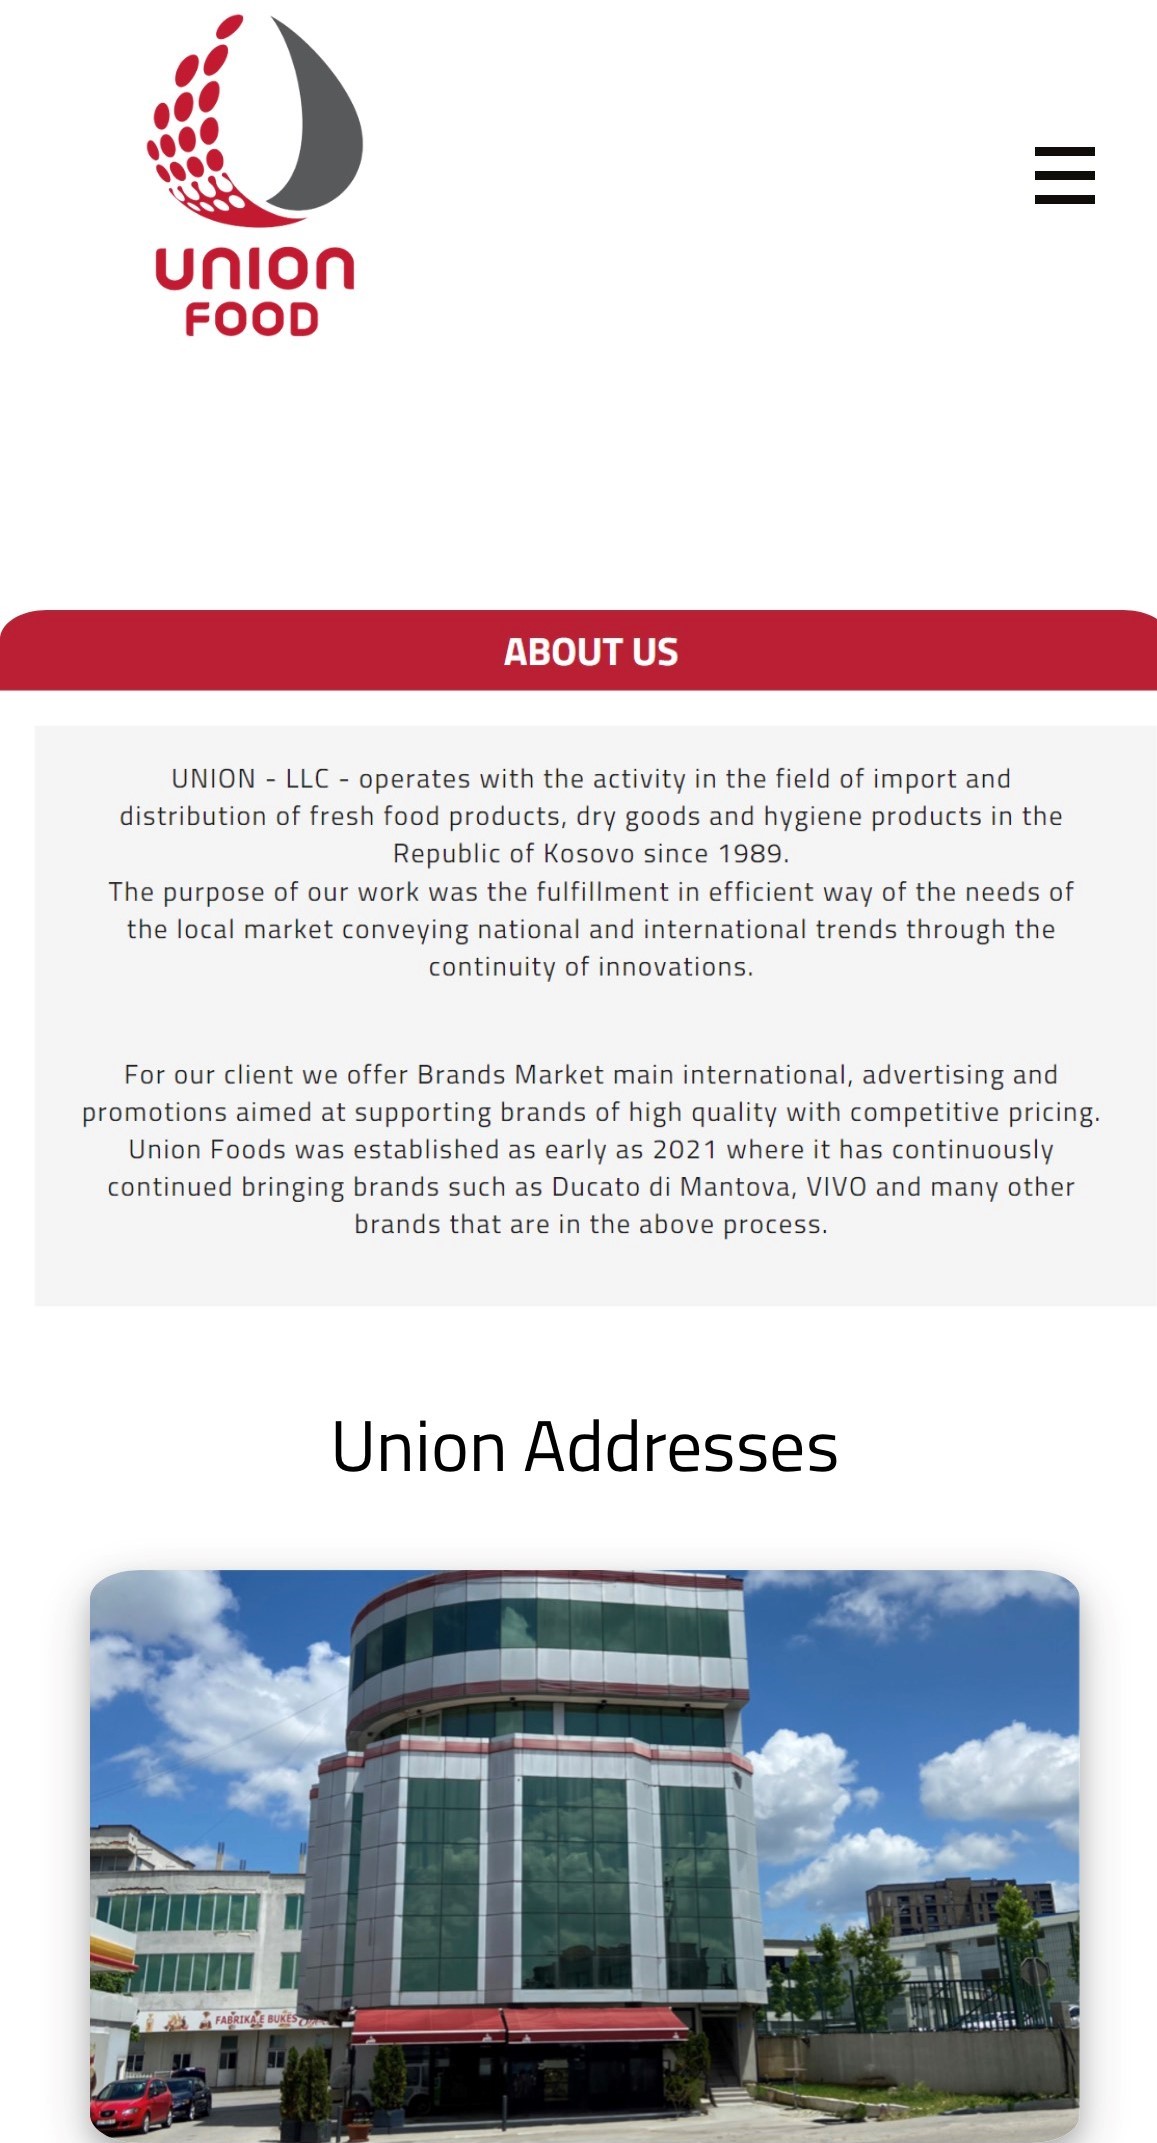 UNION
FOOD
ABOUT US
UNION - LLC - operates with the activity in the field of import and
distribution of fresh food products, dry goods and hygiene products in the
Republic of Kosovo since 1989.
The purpose of our work was the fulfillment in efficient way of the needs of
the local market conveying national and international trends through the
continuity of innovations.
For our client we offer Brands Market main international, advertising and
promotions aimed at supporting brands of high quality with competitive pricing.
Union Foods was established as early as 2021 where it has continuously
continued bringing brands such as Ducato di Mantova, VIVO and many other
brands that are in the above process.
Union Addresses
FABRIKA E BUKES